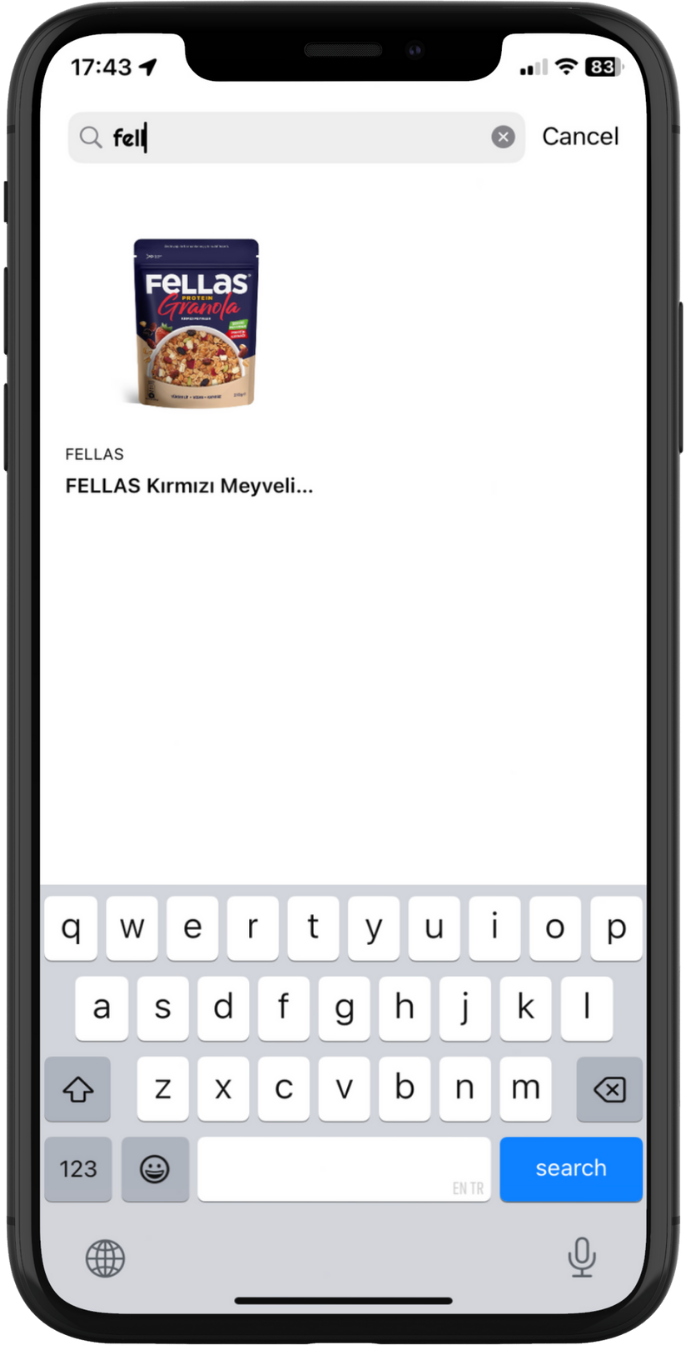 17:43
83
fell
Cancel
FELLAS
PROTEIN
Granola
FELLAS
FELLAS Kırmızı Meyveli...
q w e r t y u i o p
a s d f g h j k l
z x c v b n m
123
EN TR
search